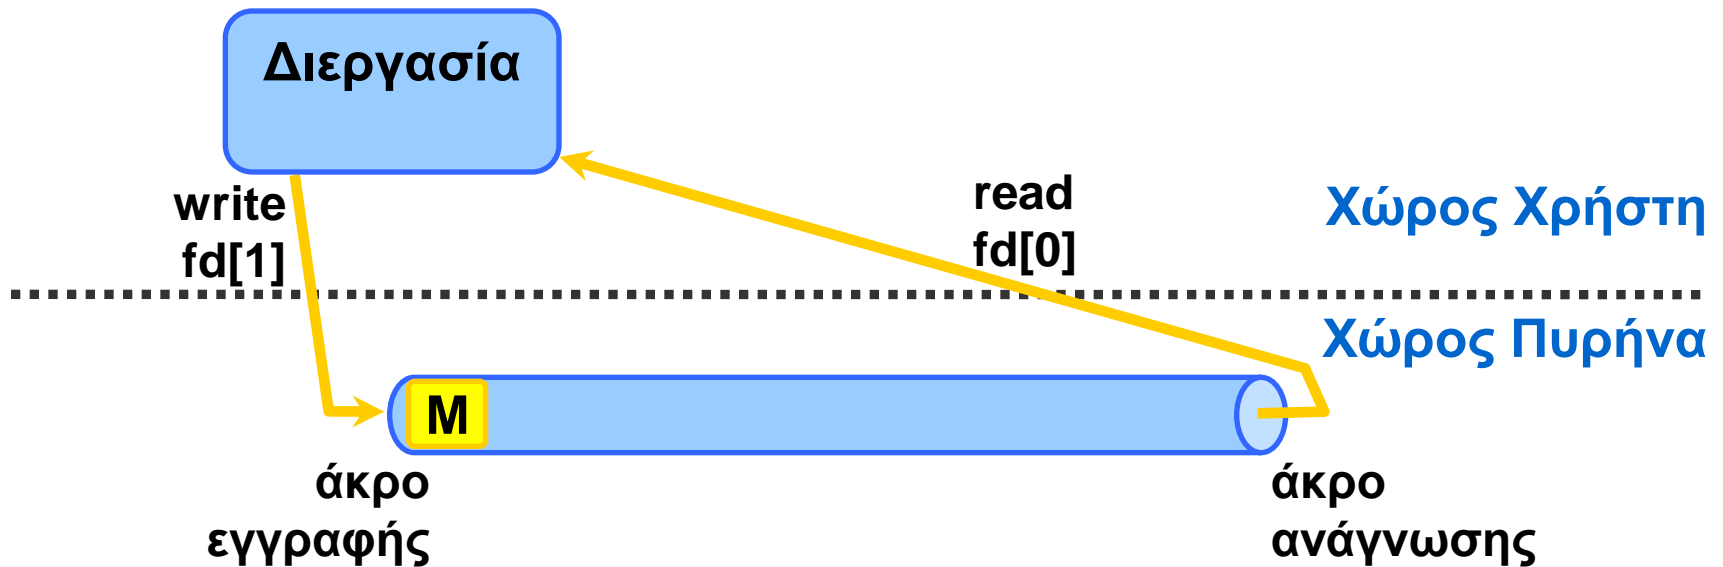 Διεργασία
write
fd[1]
read
fd[0]
Χώρος Χρήστη
Χώρος Πυρήνα
M
άκρο
εγγραφής
άκρο
ανάγνωσης